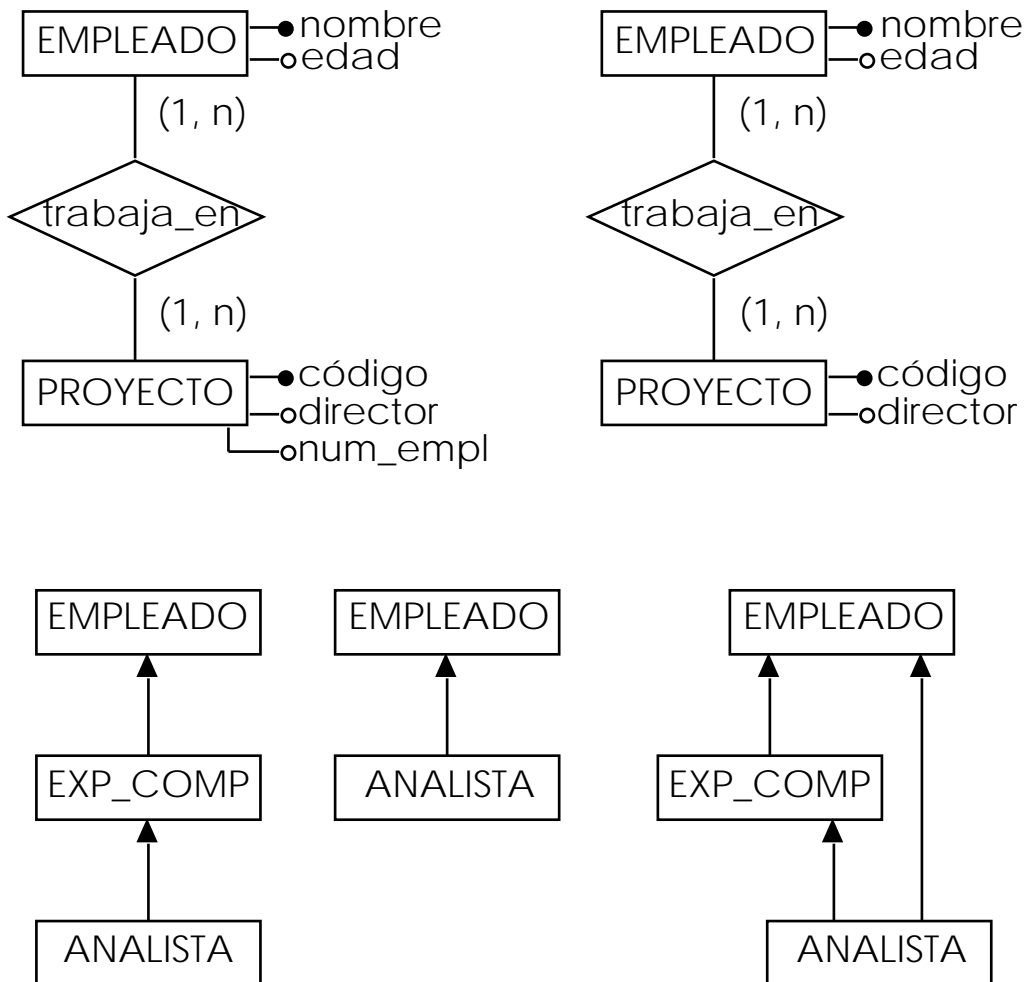 EMPLEADO
nombre
edad
(1, n)
trabaja_en
(1, n)
PROYECTO
código
director
num_empl
EMPLEADO
nombre
edad
(1, n)
trabaja_en
(1, n)
PROYECTO
código
director
EMPLEADO
EXP_COMP
ANALISTA
EMPLEADO
ANALISTA
EMPLEADO
EXP_COMP
ANALISTA